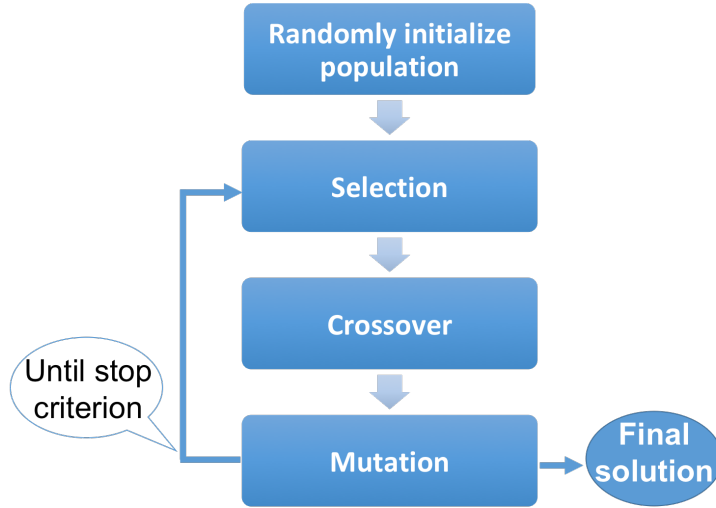 Randomly initialize
population
Selection
Crossover
Until stop
criterion
Mutation
Final
solution